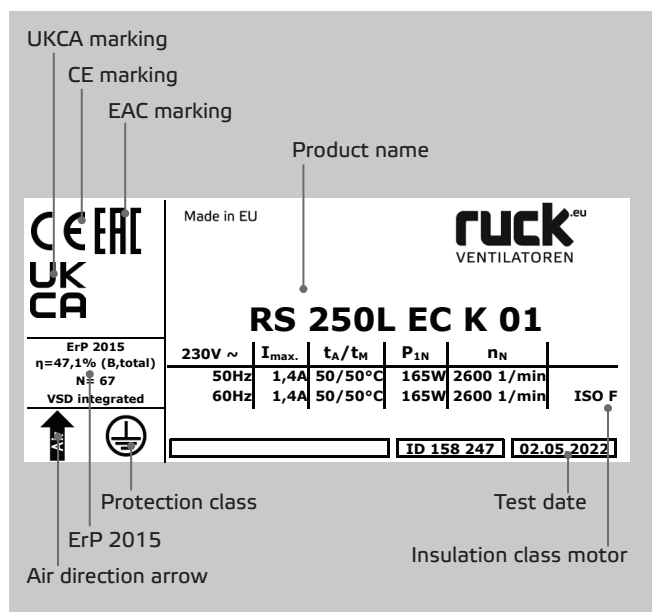 UKCA marking
CE marking
EAC marking
Product name
CE EAC
UK
CA
Made in EU
ruck.eu
VENTILATOREN
RS 250L EC K 01
ErP 2015
η=47,1% (B,total)
N= 67
VSD integrated
230V ~ Imax. tA/tM P1N nN
50Hz 1,4A 50/50°C 165W 2600 1/min
60Hz 1,4A 50/50°C 165W 2600 1/min ISO F
Air
ID 158 247 02.05.2022
Protection class
Test date
ErP 2015
Insulation class motor
Air direction arrow